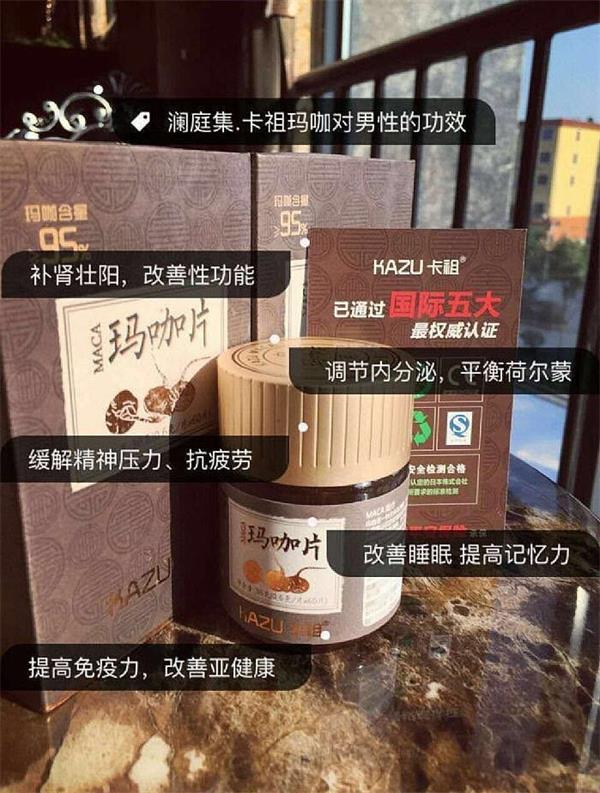 澜庭集.卡祖玛咖对男性的功效
玛咖含量
≥95%
≥95%
KAZU卡祖®
已通过国际五大
最权威认证
补肾壮阳，改善性功能
MACA
玛咖片
调节内分泌，平衡荷尔蒙
缓解精神压力、抗疲劳
安全检测合格
玛咖片
改善睡眠 提高记忆力
KAZU
KAZU 卡祖®
提高免疫力，改善亚健康